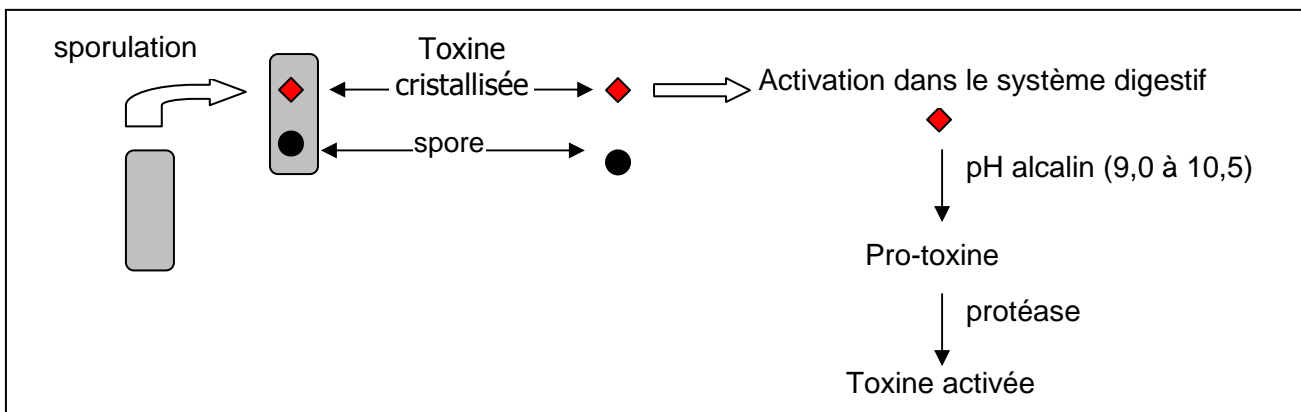 sporulation
Toxine
cristallisée
Activation dans le système digestif
spore
pH alcalin (9,0 à 10,5)
Pro-toxine
protéase
Toxine activée